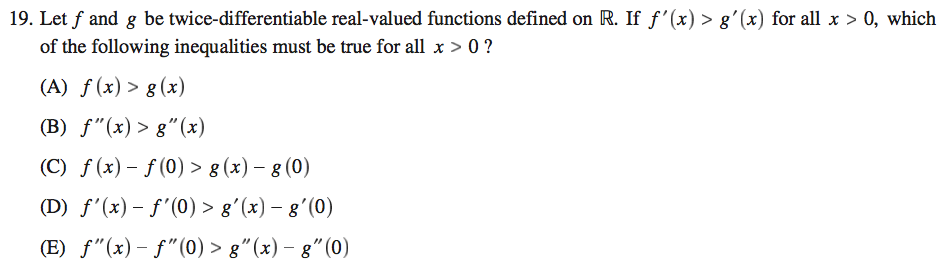 19. Let f and g be twice-differentiable real-valued functions defined on ℝ. If f′(x) > g′(x) for all x > 0, which
of the following inequalities must be true for all x > 0 ?
(A) f(x) > g(x)
(B) f″(x) > g″(x)
(C) f(x) − f(0) > g(x) − g(0)
(D) f′(x) − f′(0) > g′(x) − g′(0)
(E) f″(x) − f″(0) > g″(x) − g″(0)